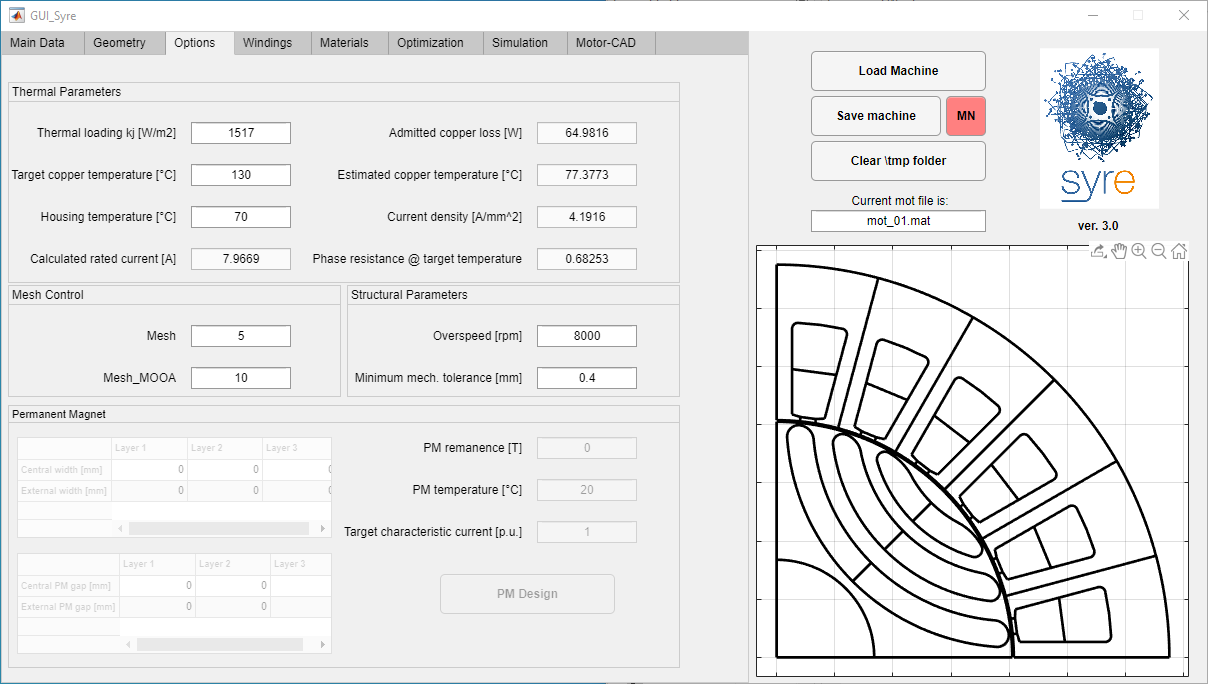 GUI_Syre
Main Data Geometry Options Windings Materials Optimization Simulation Motor-CAD
Thermal Parameters
Thermal loading kj [W/m2] 1517 Admitted copper loss [W] 64.9816
Target copper temperature [°C] 130 Estimated copper temperature [°C] 77.3773
Housing temperature [°C] 70 Current density [A/mm^2] 4.1916
Calculated rated current [A] 7.9669 Phase resistance @ target temperature 0.68253
Mesh Control
Mesh 5
Mesh_MOOA 10
Structural Parameters
Overspeed [rpm] 8000
Minimum mech. tolerance [mm] 0.4
Permanent Magnet
Layer 1 Layer 2 Layer 3
Central width [mm] 0 0 0
External width [mm] 0 0 0
Layer 1 Layer 2 Layer 3
Central PM gap [mm] 0 0
External PM gap [mm] 0 0
PM remanence [T] 0
PM temperature [°C] 20
Target characteristic current [p.u.] 1
PM Design
Load Machine
Save machine MN
Clear \tmp folder
Current mot file is:
mot_01.mat
syre
ver. 3.0